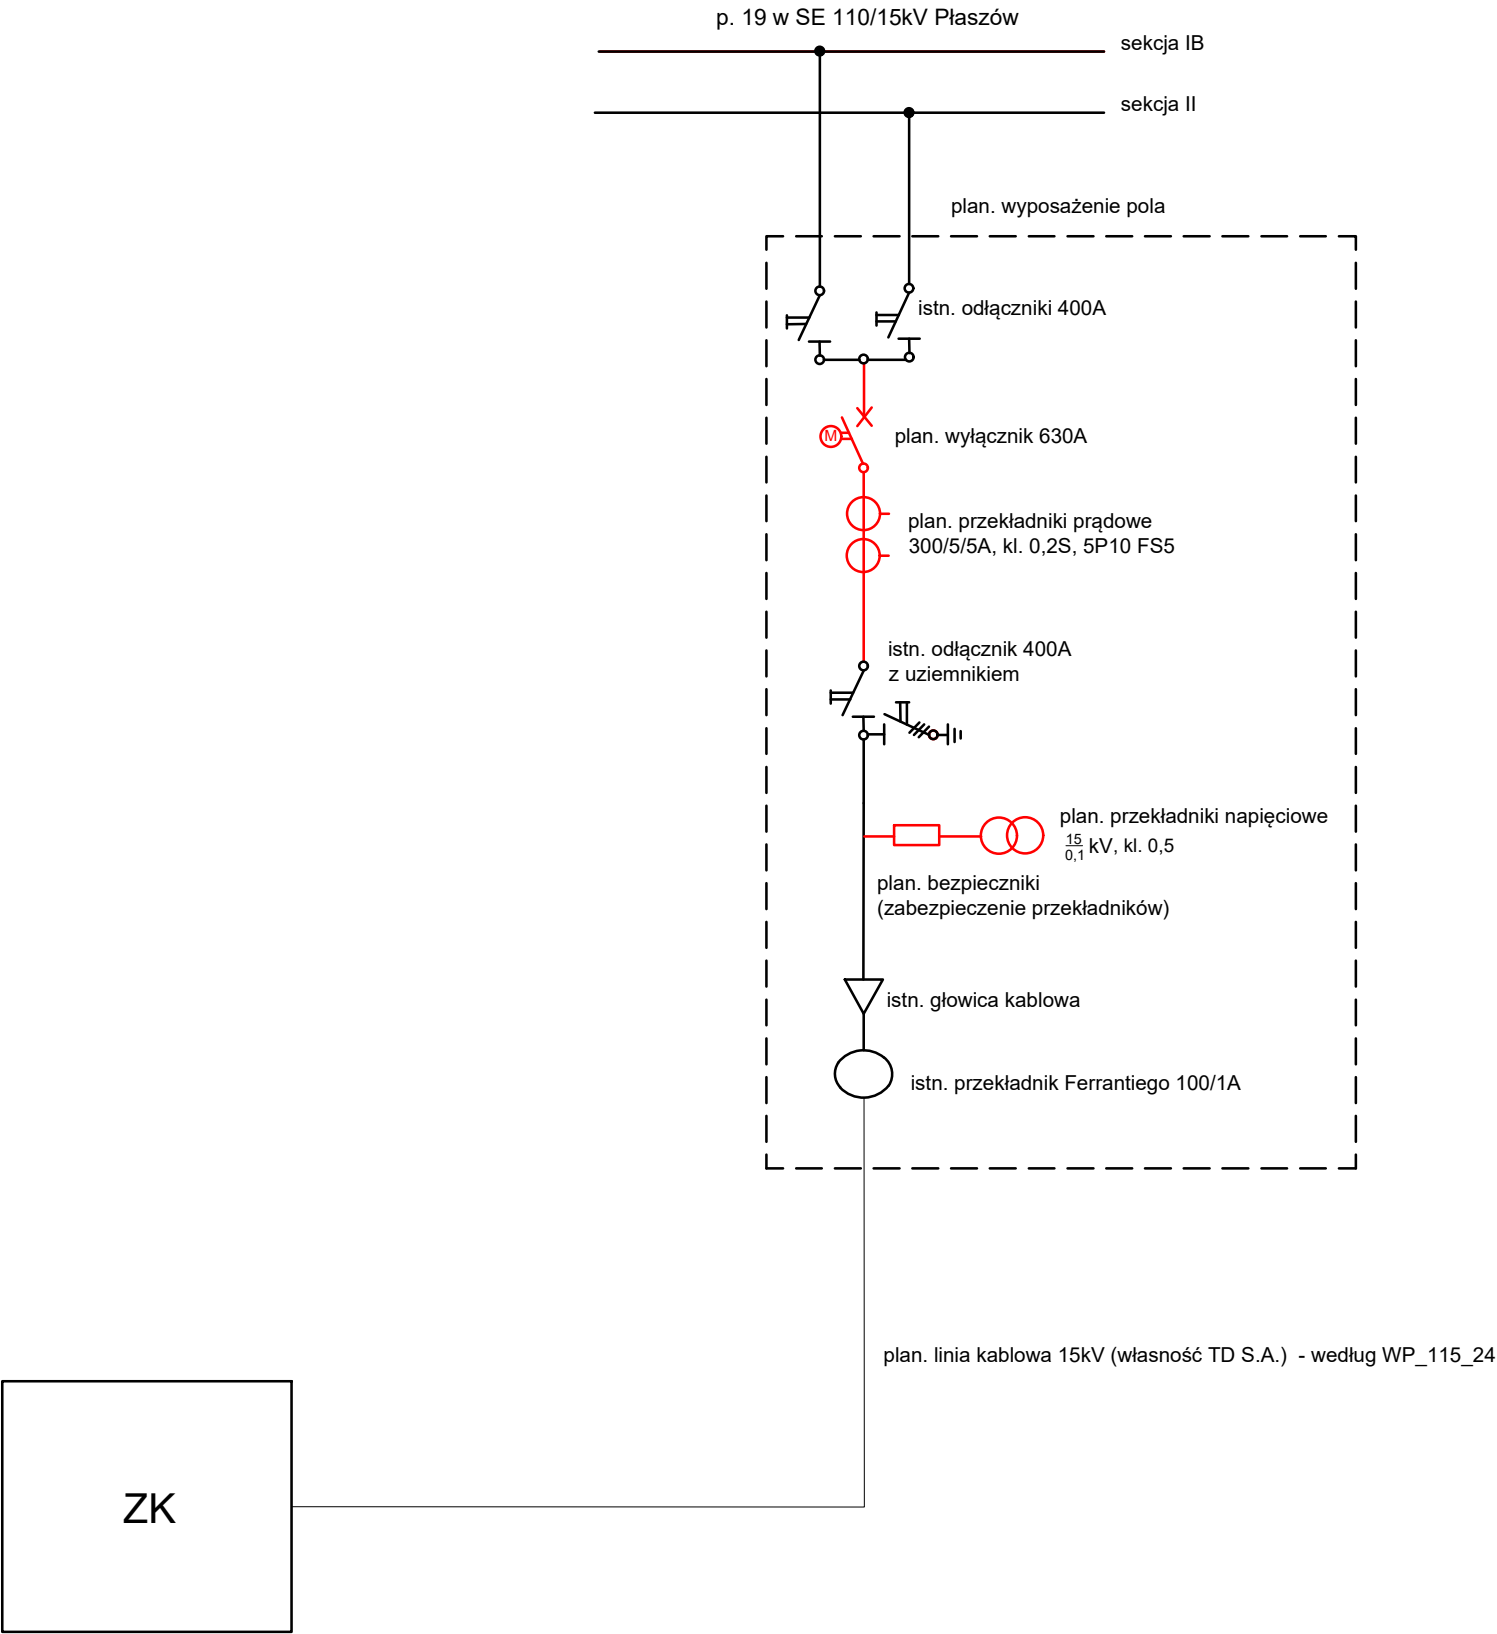 p. 19 w SE 110/15kV Płaszów
sekcja IB
sekcja II
plan. wyposażenie pola
istn. odłączniki 400A
M
plan. wyłącznik 630A
plan. przekładniki prądowe
300/5/5A, kl. 0,2S, 5P10 FS5
istn. odłącznik 400A
z uziemnikiem
plan. przekładniki napięciowe
15/0,1 kV, kl. 0,5
plan. bezpieczniki
(zabezpieczenie przekładników)
istn. głowica kablowa
istn. przekładnik Ferrantiego 100/1A
plan. linia kablowa 15kV (własność TD S.A.) - według WP_115_24
ZK